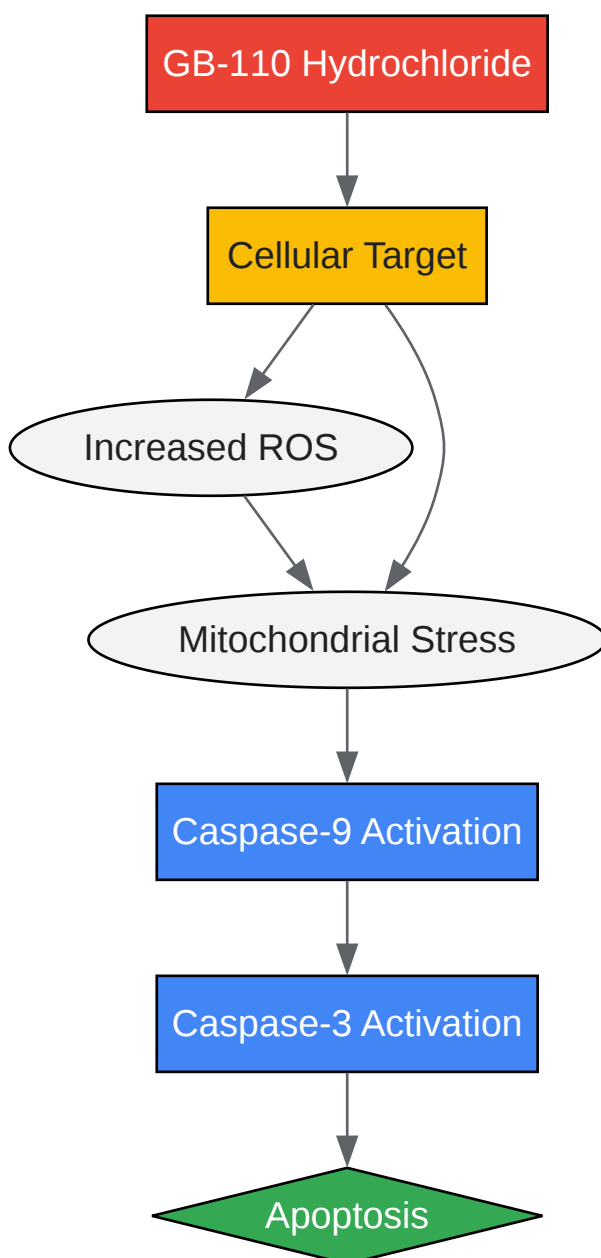 GB-110 Hydrochloride
Cellular Target
Increased ROS
Mitochondrial Stress
Caspase-9 Activation
Caspase-3 Activation
Apoptosis